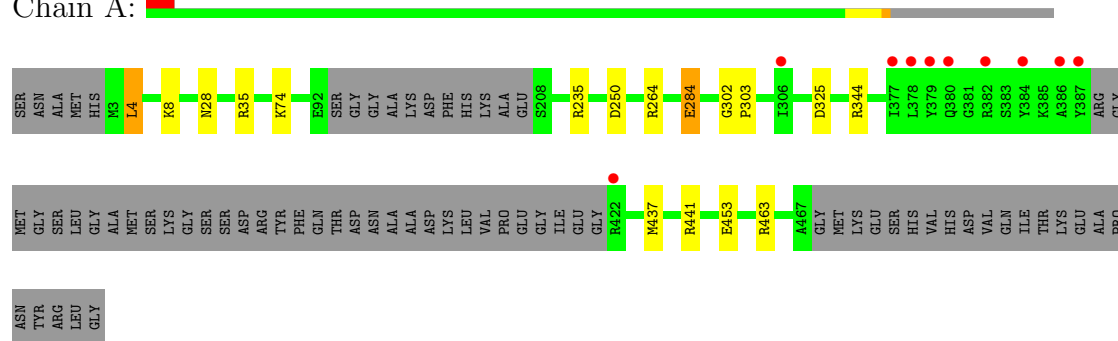 Chain A:
SER ASN ALA MET HIS M3 L4 K8 N28 R35 K74 E92 SER GLY GLY ALA LYS ASP PHE HIS LYS ALA GLU S208 R235 D250 R264 E284 G302 P303 I306 D325 R344 I377 L378 Y379 Q380 G381 R382 S383 Y384 K385 A386 Y387 ARG
MET GLY SER LEU GLY ALA MET SER LYS GLY SER SER ASP ARG TYR PHE GLN THR ASP ASN ALA ALA ASP LYS LEU VAL PRO GLU GLY ILE GLU GLY R422 M437 R441 E453 R463 A467 GLY MET LYS GLU SER HIS VAL HIS ASP VAL GLN ILE THR LYS GLU ALA
ASN TYR ARG LEU GLY